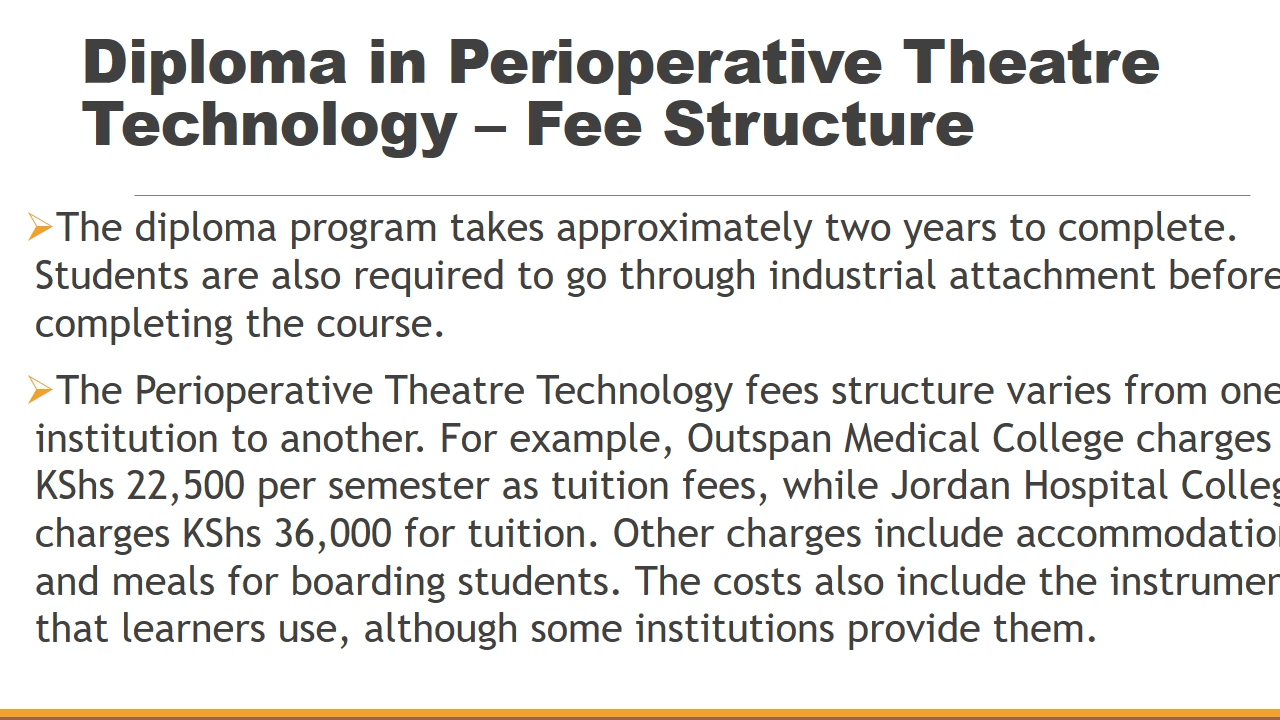 Diploma in Perioperative Theatre
Technology – Fee Structure
The diploma program takes approximately two years to complete.
Students are also required to go through industrial attachment before
completing the course.
The Perioperative Theatre Technology fees structure varies from one
institution to another. For example, Outspan Medical College charges
KShs 22,500 per semester as tuition fees, while Jordan Hospital Colleg
charges KShs 36,000 for tuition. Other charges include accommodation
and meals for boarding students. The costs also include the instrumen
that learners use, although some institutions provide them.